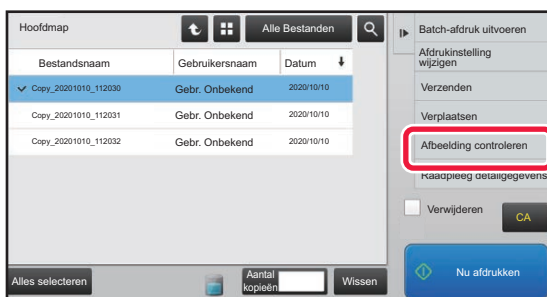 Hoofdmap
Alle Bestanden
Bestandsnaam Gebruikersnaam Datum
Copy_20201010_112030 Gebr. Onbekend 2020/10/10
Copy_20201010_112031 Gebr. Onbekend 2020/10/10
Copy_20201010_112032 Gebr. Onbekend 2020/10/10
Alles selecteren
Aantal
kopieën
Wissen
Batch-afdruk uitvoeren
Afdrukinstelling
wijzigen
Verzenden
Verplaatsen
Afbeelding controleren
Raadpleeg detailgegevens
Verwijderen
CA
Nu afdrukken